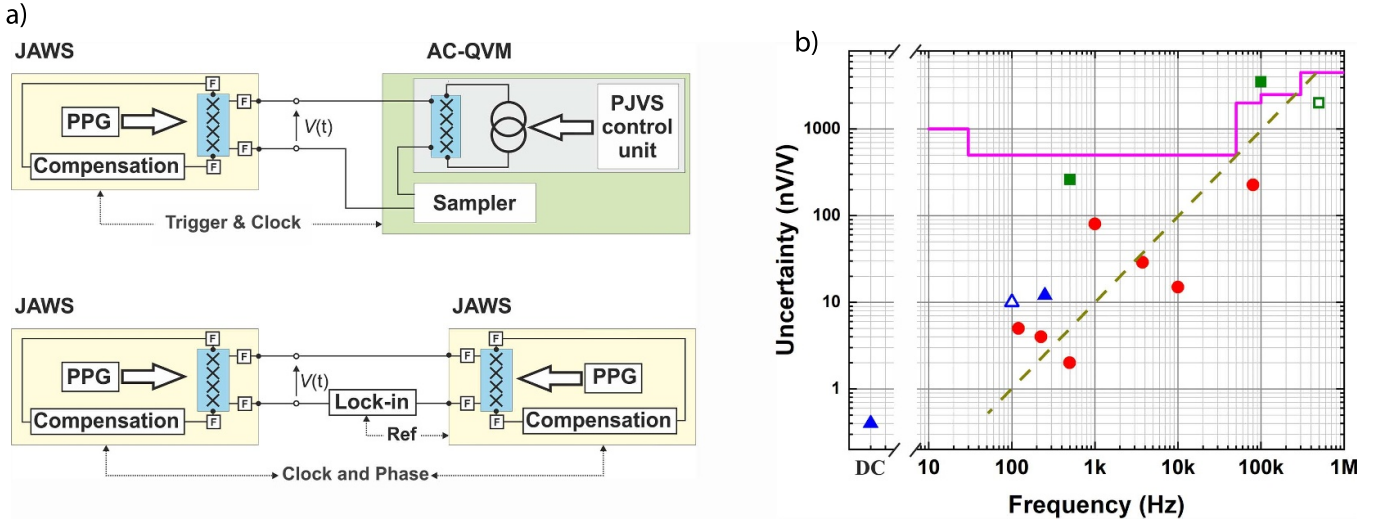 a)
JAWS
AC-QVM
F
PPG
F
V(t)
PJVS
control
unit
Compensation
F
F
Sampler
Trigger & Clock
JAWS
JAWS
F
F
PPG
F
V(t)
F
PPG
Compensation
F
F
Lock-in
F
F
Compensation
Ref
Clock and Phase
b)
Uncertainty (nV/V)
1000
100
10
1
DC
10
100
1k
10k
100k
1M
Frequency (Hz)